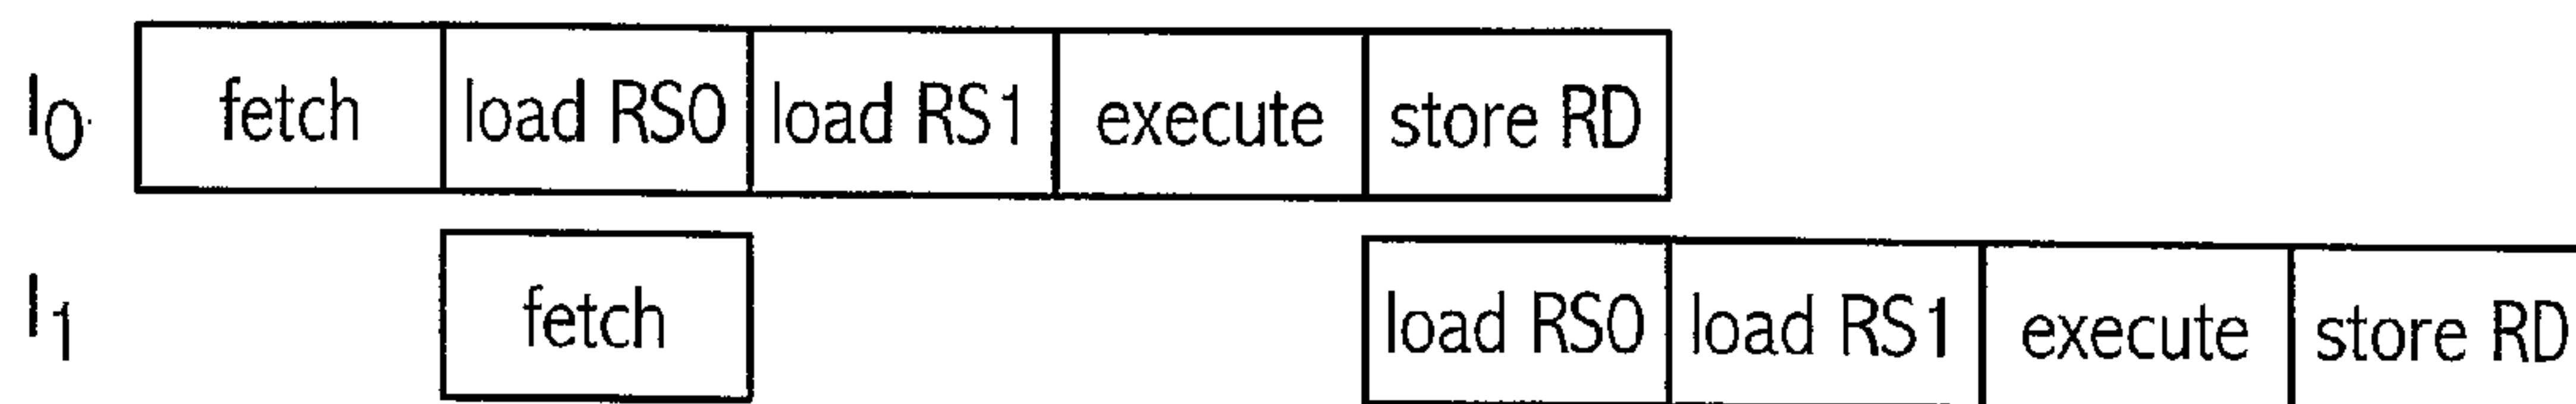 I0 fetch load RS0 load RS1 execute store RD
I1 fetch load RS0 load RS1 execute store RD